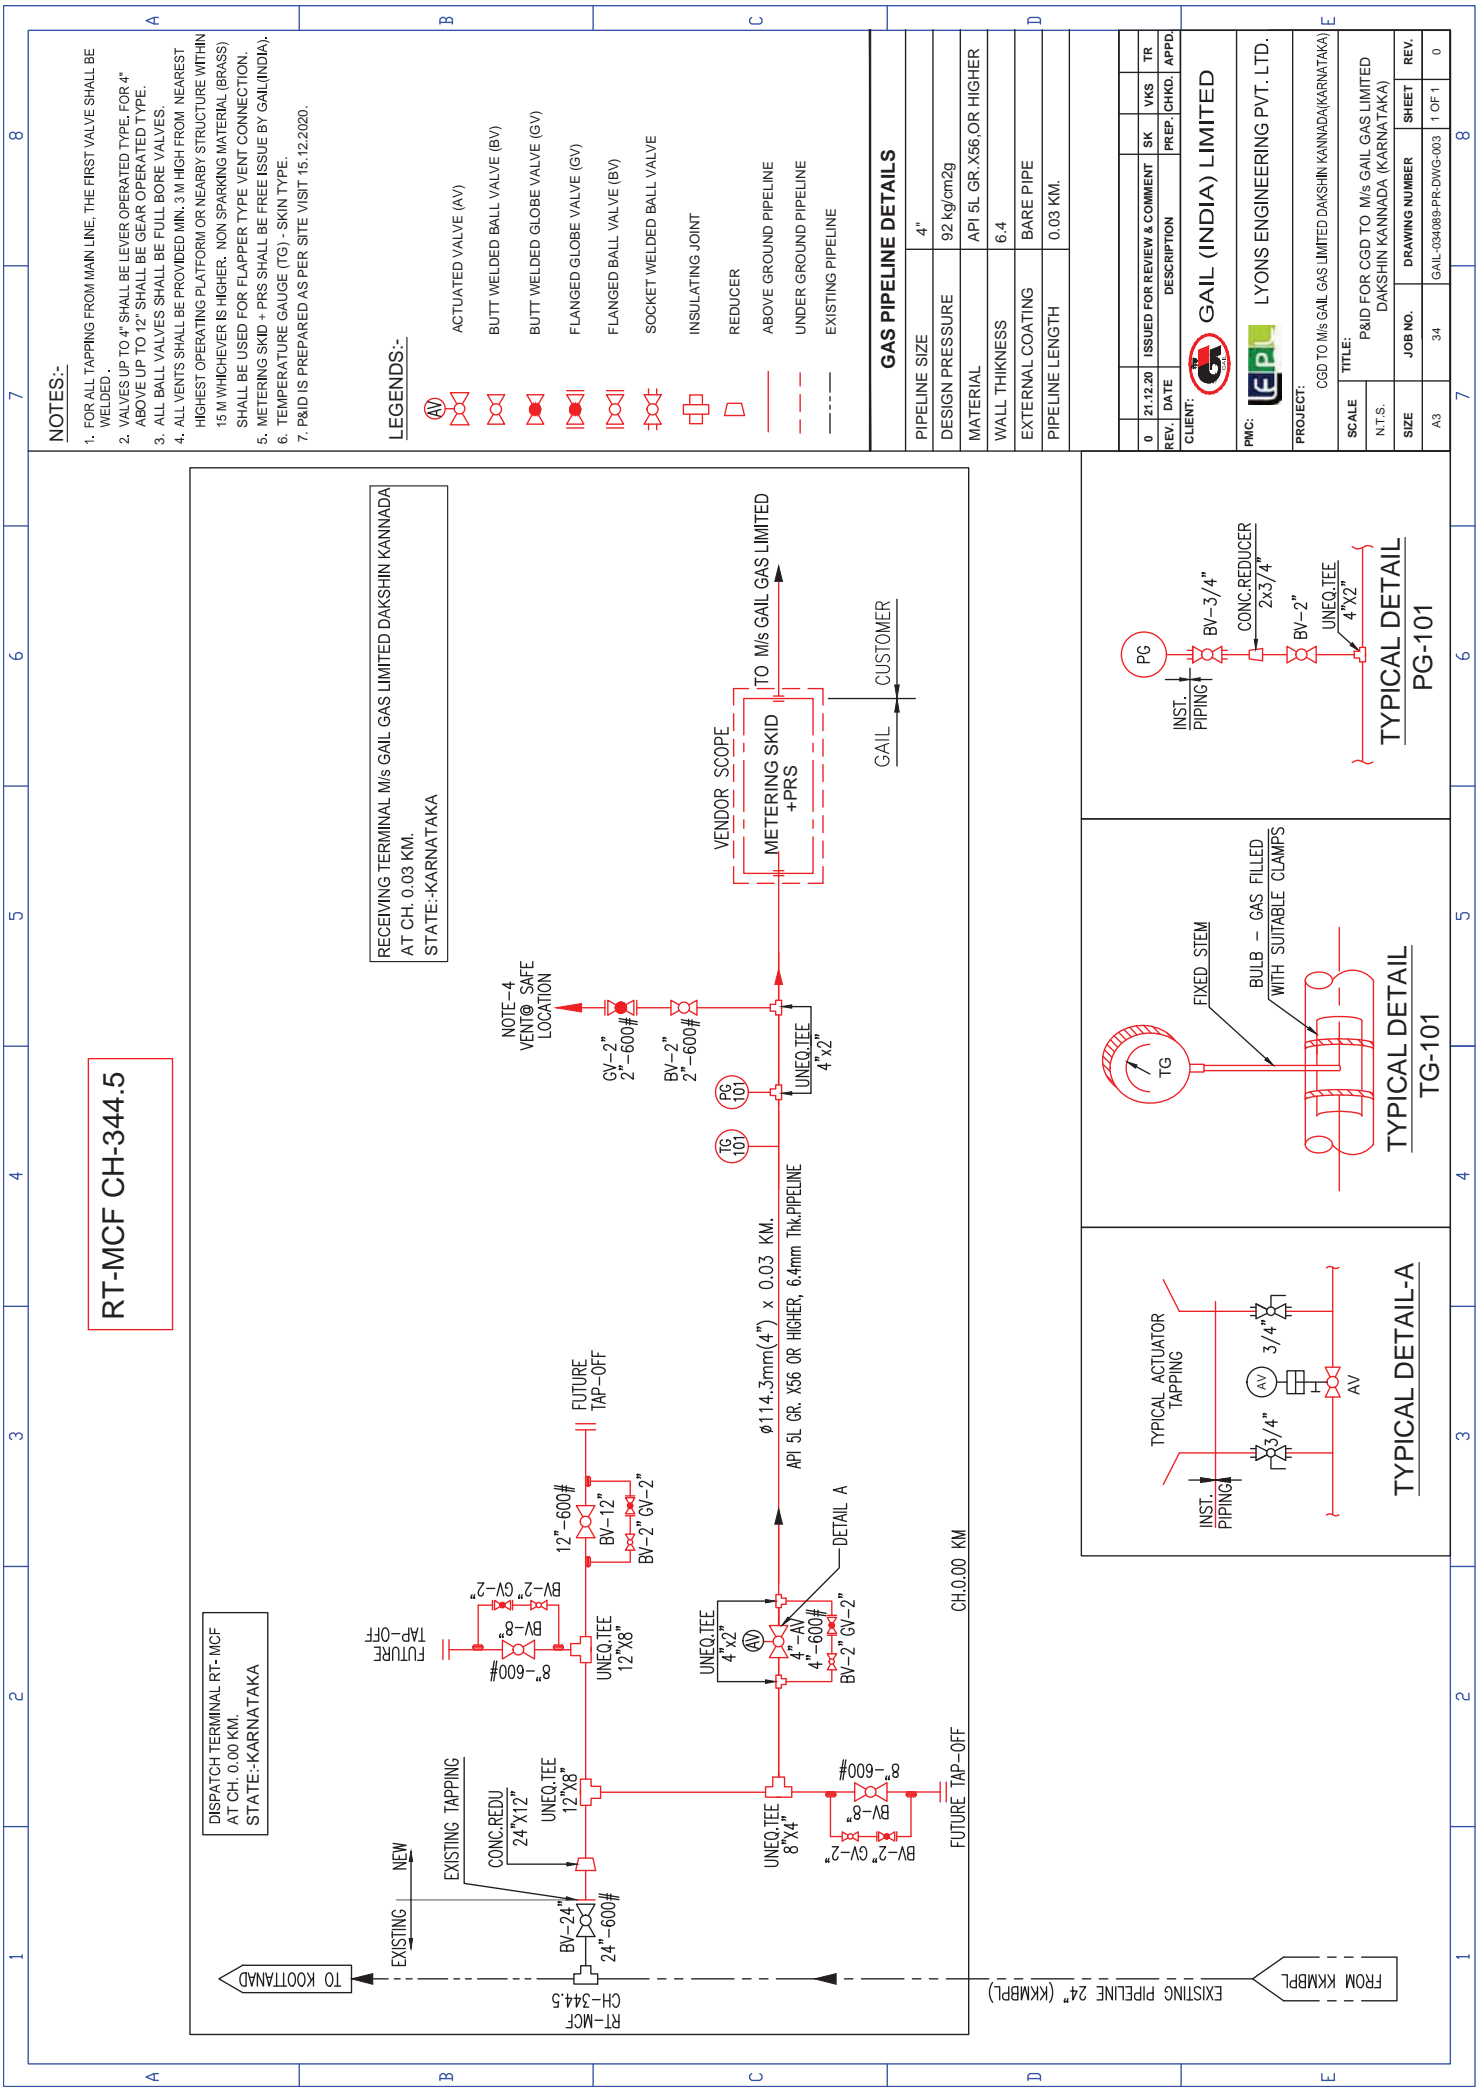 RT-MCF CH-344.5
DISPATCH TERMINAL RT- MCF
AT CH. 0.00 KM.
STATE:-KARNATAKA
RECEIVING TERMINAL M/s GAIL GAS LIMITED DAKSHIN KANNADA
AT CH. 0.03 KM.
STATE:-KARNATAKA
TO KOOTTANAD
EXISTING
NEW
EXISTING TAPPING
CONC.REDU
24"X12"
BV-24"
24"-600#
RT-MCF
CH-344.5
UNEQ.TEE
12"X8"
FUTURE
TAP-OFF
BV-2" GV-2"
BV-8"
8"-600#
UNEQ.TEE
12"X8"
12"-600#
BV-12"
BV-2" GV-2"
FUTURE
TAP-OFF
UNEQ.TEE
8"X4"
8"-600#
BV-8"
BV-2" GV-2"
FUTURE TAP-OFF
UNEQ.TEE
4"x2"
AV
4"-AV
4"-600#
BV-2" GV-2"
DETAIL A
CH.0.00 KM
ø114.3mm(4") x 0.03 KM.
API 5L GR. X56 OR HIGHER, 6.4mm Thk.PIPELINE
TG
101
PG
101
UNEQ.TEE
4"x2"
NOTE-4
VENT@ SAFE
LOCATION
GV-2"
2"-600#
BV-2"
2"-600#
VENDOR SCOPE
METERING SKID
+PRS
TO M/s GAIL GAS LIMITED
GAIL
CUSTOMER
EXISTING PIPELINE 24" (KKMBPL)
FROM KKMBPL
TYPICAL ACTUATOR
TAPPING
INST.
PIPING
3/4"
3/4"
AV
AV
TYPICAL DETAIL-A
TG
FIXED STEM
BULB - GAS FILLED
WITH SUITABLE CLAMPS
TYPICAL DETAIL
TG-101
PG
INST.
PIPING
BV-3/4"
CONC.REDUCER
2x3/4"
BV-2"
UNEQ.TEE
4"X2"
TYPICAL DETAIL
PG-101
NOTES:-
1. FOR ALL TAPPING FROM MAIN LINE, THE FIRST VALVE SHALL BE
WELDED .
2. VALVES UP TO 4" SHALL BE LEVER OPERATED TYPE. FOR 4"
ABOVE UP TO 12" SHALL BE GEAR OPERATED TYPE.
3. ALL BALL VALVES SHALL BE FULL BORE VALVES.
4. ALL VENTS SHALL BE PROVIDED MIN. 3 M HIGH FROM NEAREST
HIGHEST OPERATING PLATFORM OR NEARBY STRUCTURE WITHIN
15 M WHICHEVER IS HIGHER. NON SPARKING MATERIAL (BRASS)
SHALL BE USED FOR FLAPPER TYPE VENT CONNECTION.
5. METERING SKID + PRS SHALL BE FREE ISSUE BY GAIL(INDIA).
6. TEMPERATURE GAUGE (TG) - SKIN TYPE.
7. P&ID IS PREPARED AS PER SITE VISIT 15.12.2020.
LEGENDS:-
AV
ACTUATED VALVE (AV)
BUTT WELDED BALL VALVE (BV)
BUTT WELDED GLOBE VALVE (GV)
FLANGED GLOBE VALVE (GV)
FLANGED BALL VALVE (BV)
SOCKET WELDED BALL VALVE
INSULATING JOINT
REDUCER
ABOVE GROUND PIPELINE
UNDER GROUND PIPELINE
EXISTING PIPELINE
GAS PIPELINE DETAILS
PIPELINE SIZE 4"
DESIGN PRESSURE 92 kg/cm2g
MATERIAL API 5L GR.X56,OR HIGHER
WALL THIKNESS 6.4
EXTERNAL COATING BARE PIPE
PIPELINE LENGTH 0.03 KM.
0 21.12.20 ISSUED FOR REVIEW & COMMENT SK VKS TR
REV. DATE DESCRIPTION PREP. CHKD. APPD.
CLIENT:
GAIL
GAIL (INDIA) LIMITED
PMC:
LEPL
LYONS ENGINEERING PVT. LTD.
PROJECT:
CGD TO M/s GAIL GAS LIMITED DAKSHIN KANNADA(KARNATAKA)
SCALE
N.T.S.
TITLE:
P&ID FOR CGD TO M/s GAIL GAS LIMITED
DAKSHIN KANNADA (KARNATAKA)
SIZE JOB NO. DRAWING NUMBER SHEET REV.
A3 34 GAIL-034089-PR-DWG-003 1 OF 1 0
1 2 3 4 5 6 7 8
1 2 3 4 5 6 7 8
A B C D E
A B C D E